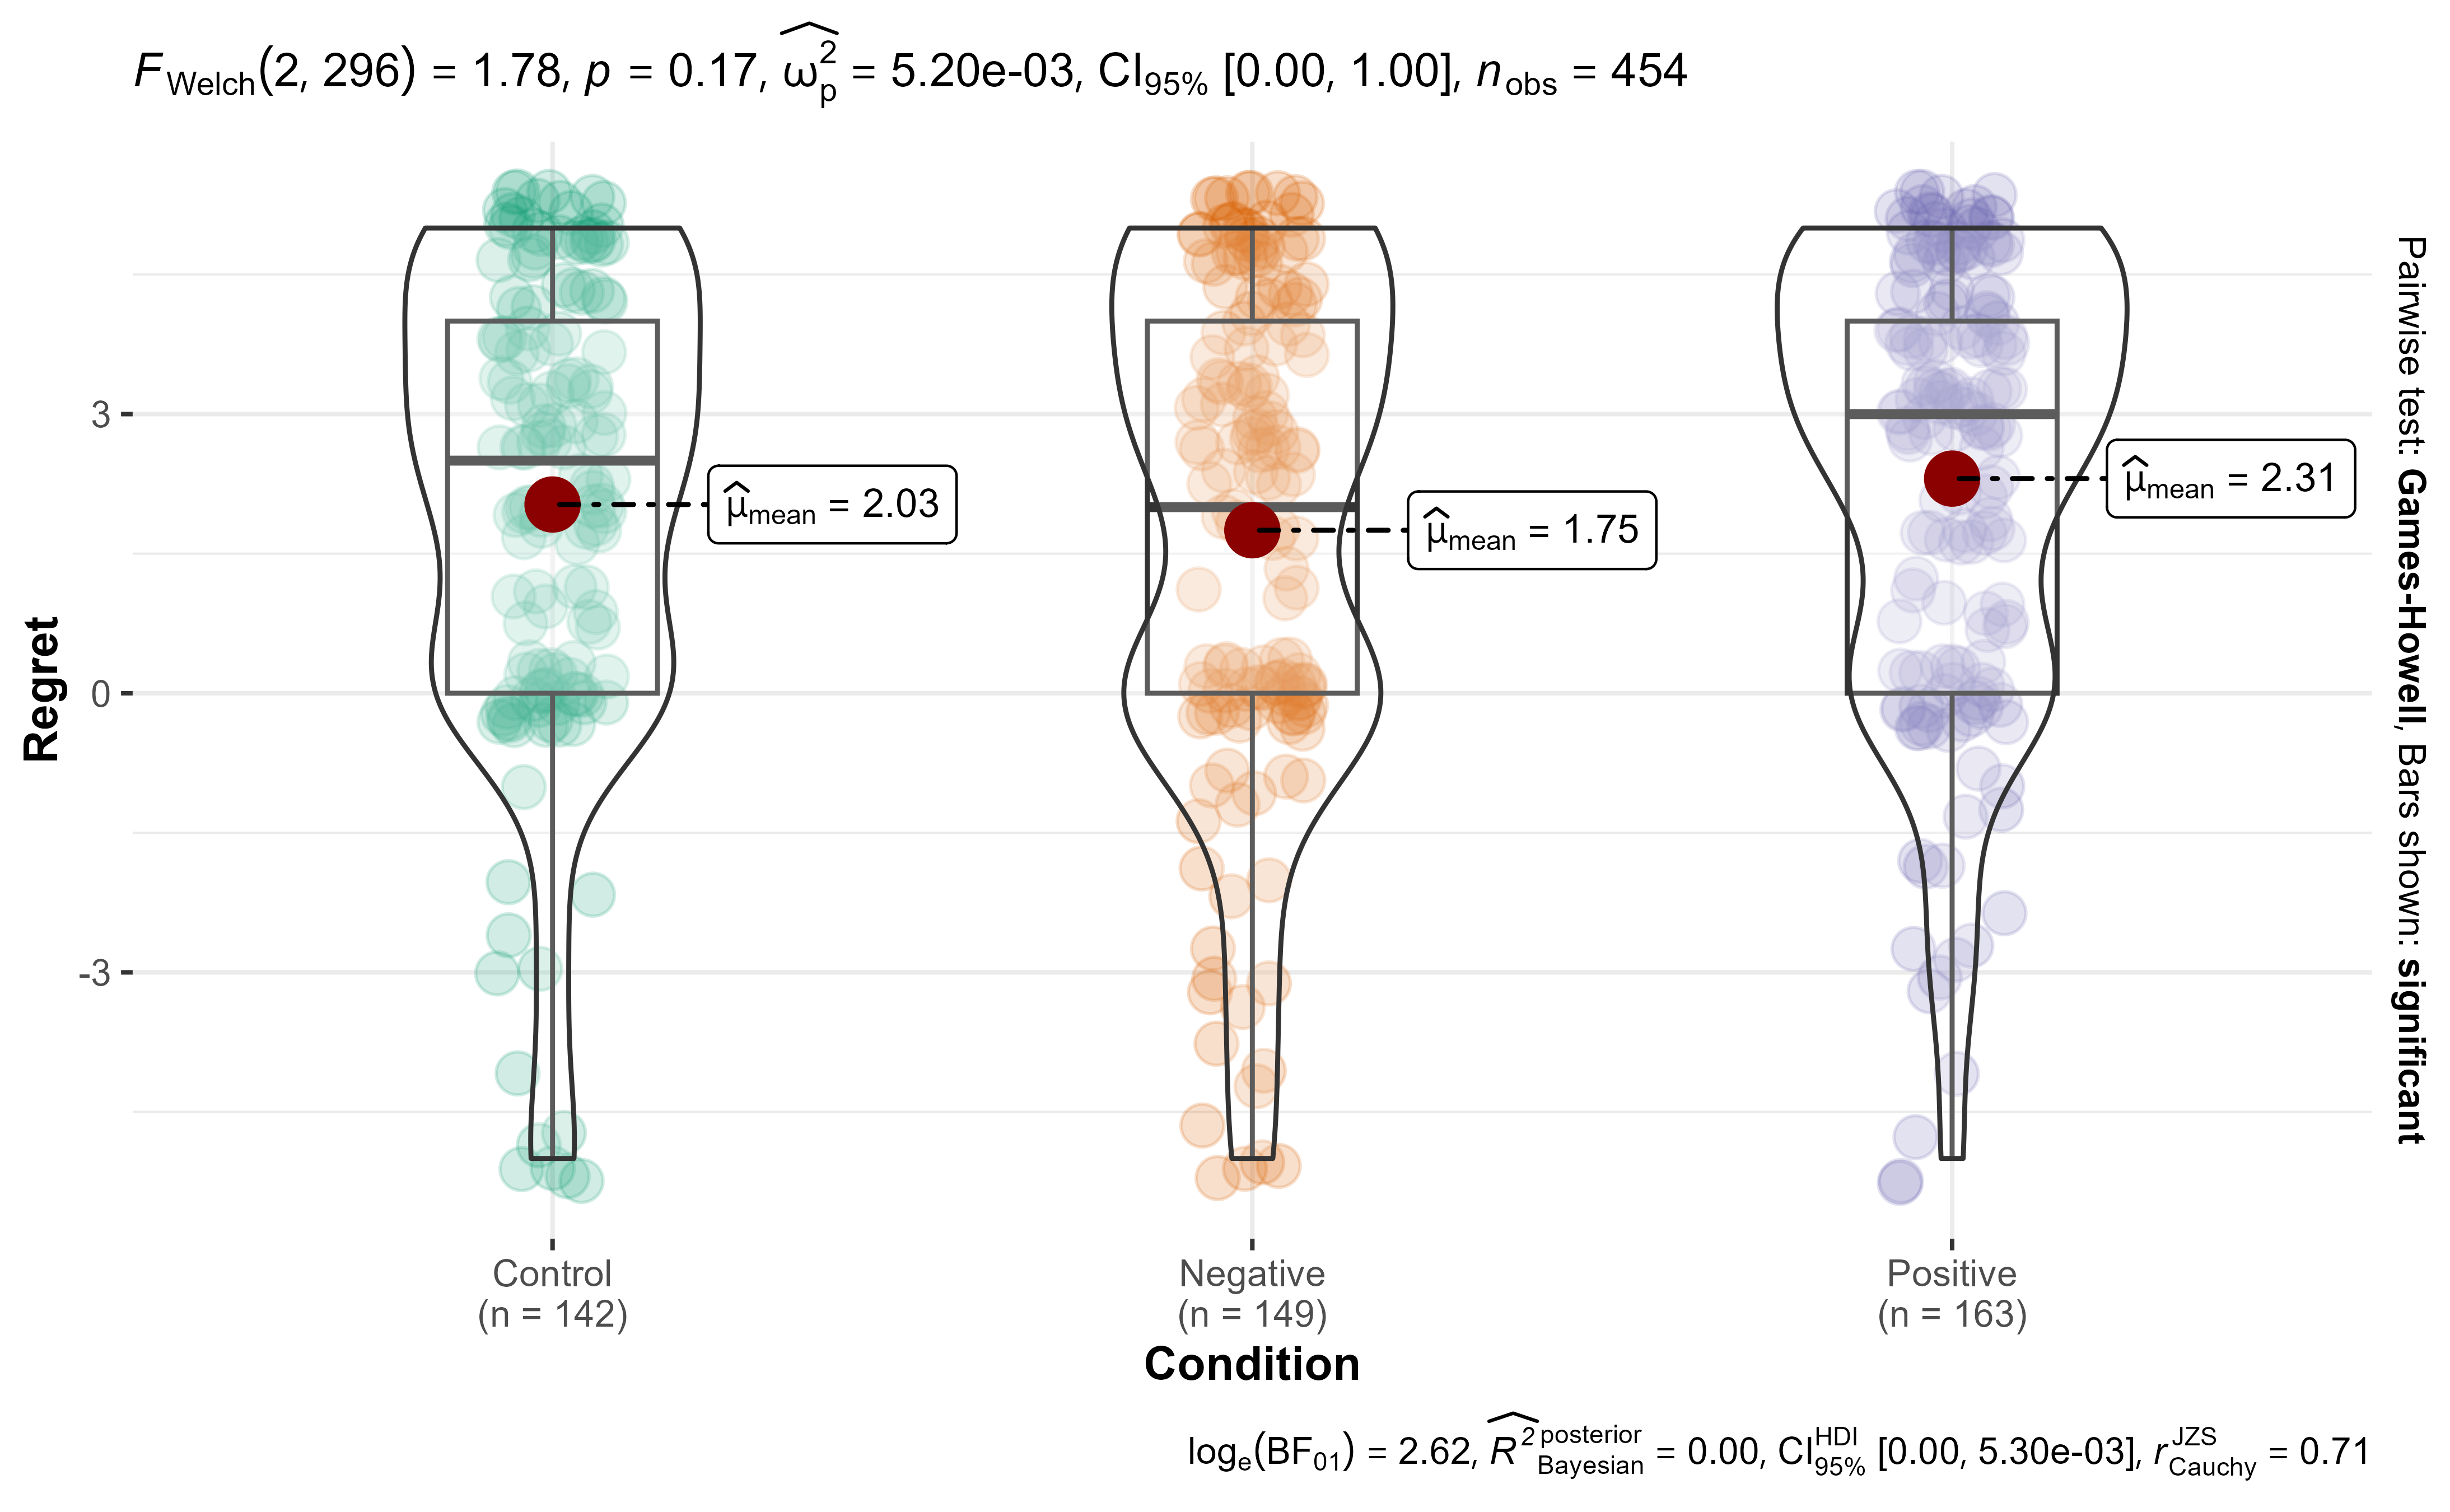 F_Welch(2, 296) = 1.78, p = 0.17, ω̂²_p = 5.20e-03, CI_95% [0.00, 1.00], n_obs = 454
Regret
3
0
-3
μ̂_mean = 2.03
μ̂_mean = 1.75
μ̂_mean = 2.31
Pairwise test: Games-Howell, Bars shown: significant
Control
(n = 142)
Negative
(n = 149)
Positive
(n = 163)
Condition
log_e(BF_01) = 2.62, R̂²^posterior_Bayesian = 0.00, CI^HDI_95% [0.00, 5.30e-03], r^JZS_Cauchy = 0.71